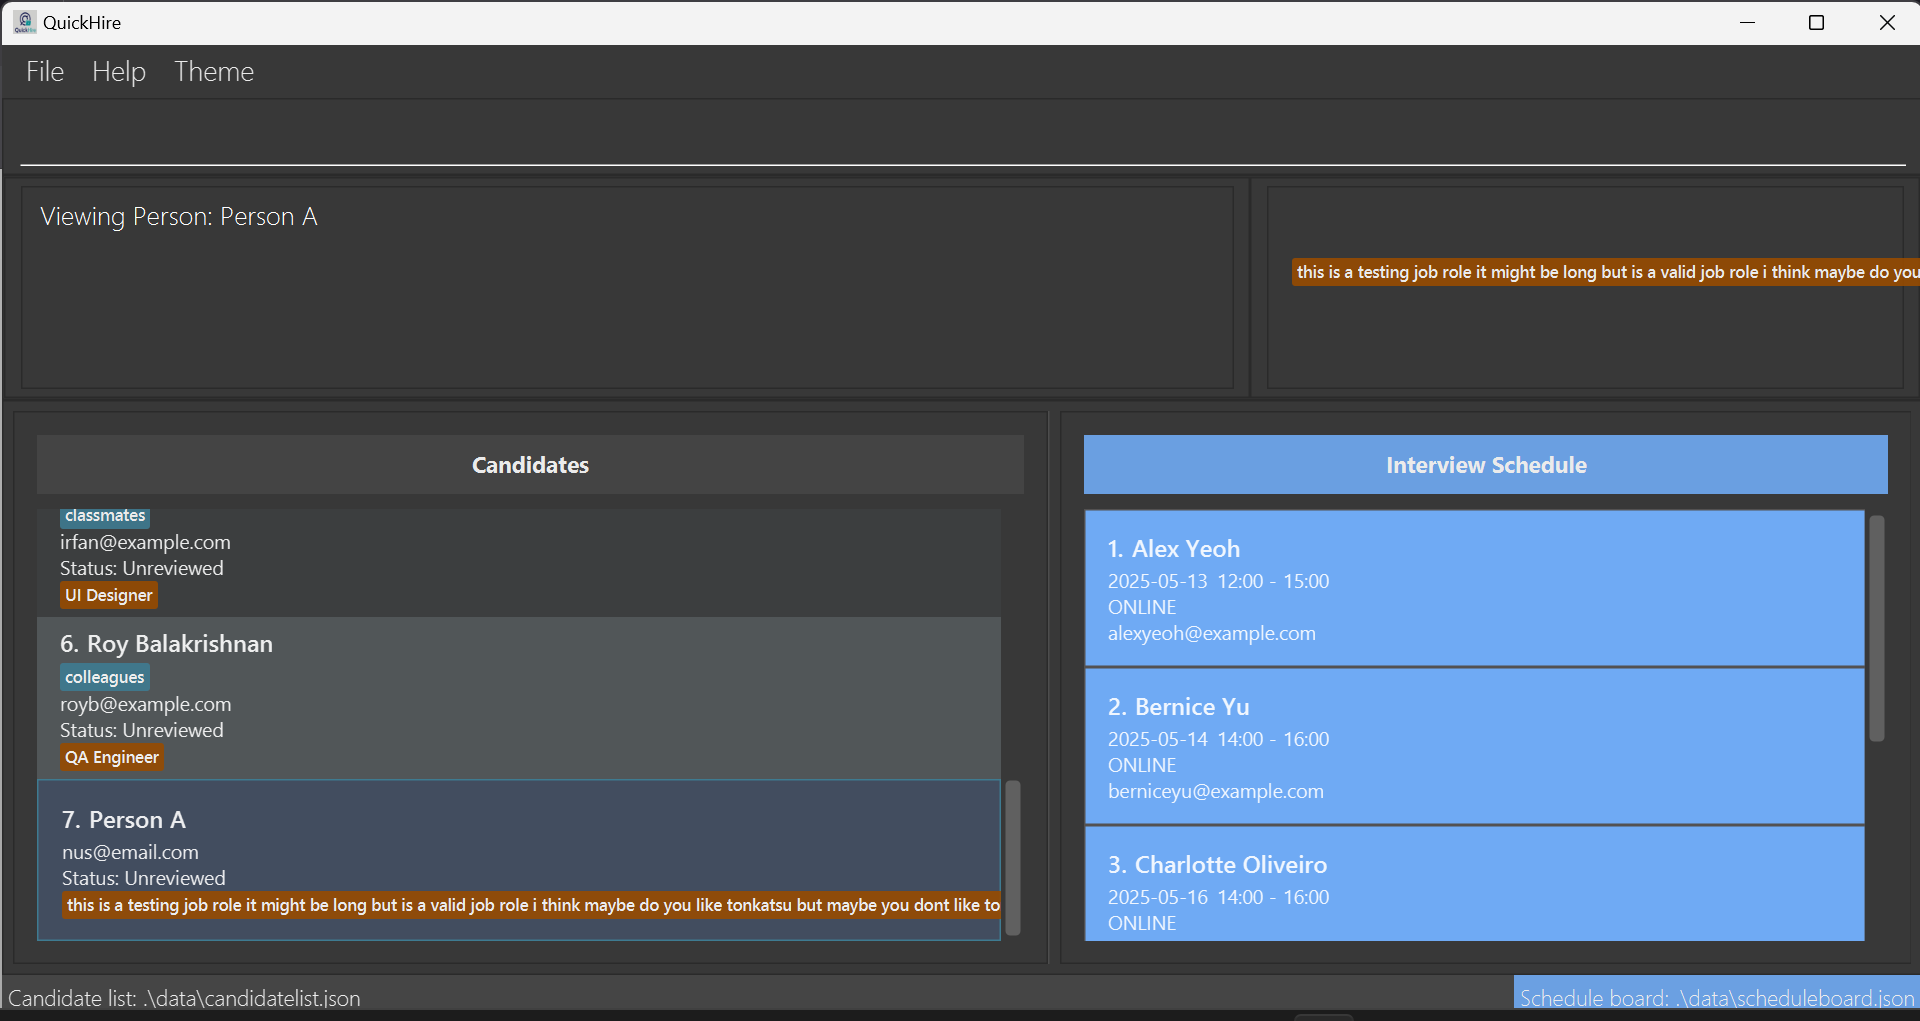 QuickHire
File Help Theme
Viewing Person: Person A
this is a testing job role it might be long but is a valid job role i think maybe do you
Candidates
classmates
irfan@example.com
Status: Unreviewed
UI Designer
6. Roy Balakrishnan
colleagues
royb@example.com
Status: Unreviewed
QA Engineer
7. Person A
nus@email.com
Status: Unreviewed
this is a testing job role it might be long but is a valid job role i think maybe do you like tonkatsu but maybe you dont like to
Interview Schedule
1. Alex Yeoh
2025-05-13 12:00 - 15:00
ONLINE
alexyeoh@example.com
2. Bernice Yu
2025-05-14 14:00 - 16:00
ONLINE
berniceyu@example.com
3. Charlotte Oliveiro
2025-05-16 14:00 - 16:00
ONLINE
Candidate list: .\data\candidatelist.json
Schedule board: .\data\scheduleboard.json